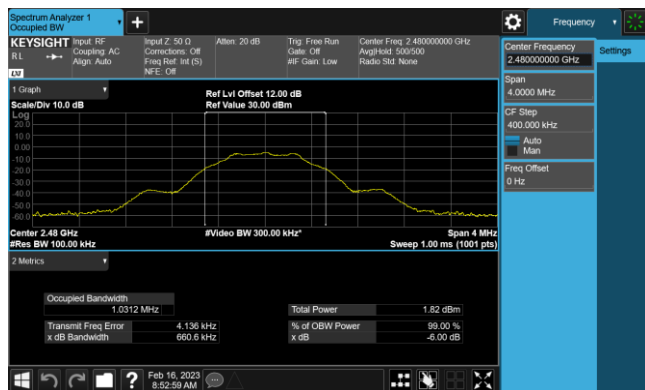 Spectrum Analyzer 1
Occupied BW
Frequency
KEYSIGHT
Input: RF
Coupling: AC
Align: Auto
RL
LXI
Input Z: 50 Ω
Corrections: Off
Freq Ref: Int (S)
NFE: Off
Atten: 20 dB
Trig: Free Run
Gate: Off
#IF Gain: Low
Center Freq: 2.480000000 GHz
Avg|Hold: 500/500
Radio Std: None
Center Frequency
2.480000000 GHz
Settings
Span
4.0000 MHz
CF Step
400.000 kHz
Auto
Man
Freq Offset
0 Hz
1 Graph
Scale/Div 10.0 dB
Ref Lvl Offset 12.00 dB
Ref Value 30.00 dBm
Log
20.0
10.0
0.00
-10.0
-20.0
-30.0
-40.0
-50.0
-60.0
Center 2.48 GHz
#Res BW 100.00 kHz
#Video BW 300.00 kHz*
Span 4 MHz
Sweep 1.00 ms (1001 pts)
2 Metrics
Occupied Bandwidth
1.0312 MHz
Total Power 1.82 dBm
Transmit Freq Error 4.136 kHz
% of OBW Power 99.00 %
x dB Bandwidth 660.6 kHz
x dB -6.00 dB
?
Feb 16, 2023
8:52:59 AM